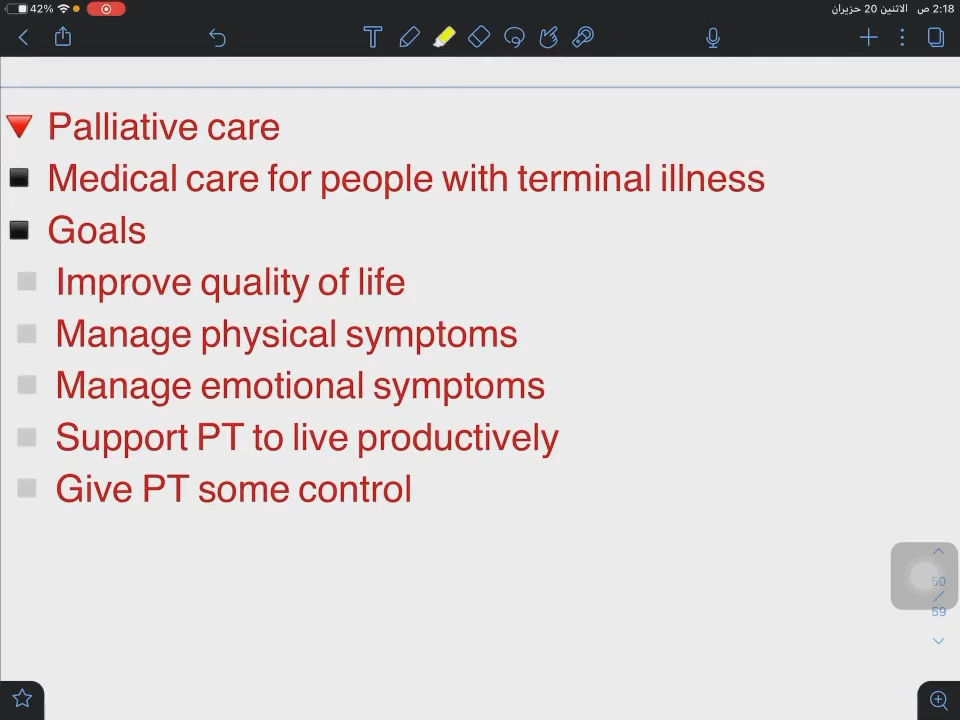 42%
2:18 ص الاثنين 20 حزيران
Palliative care
Medical care for people with terminal illness
Goals
Improve quality of life
Manage physical symptoms
Manage emotional symptoms
Support PT to live productively
Give PT some control
50
/
59